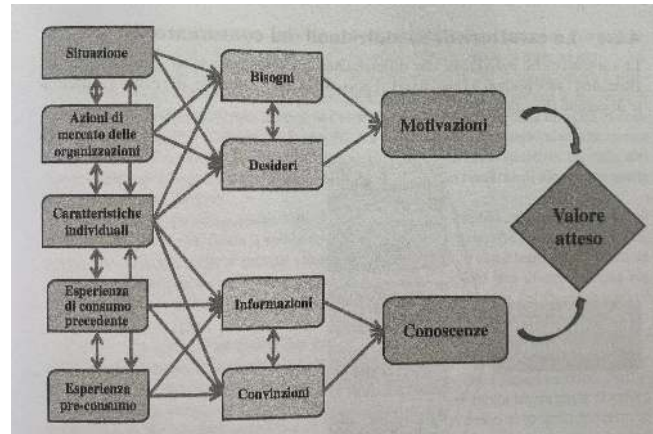 Situazione
Azioni di
mercato delle
organizzazioni
Caratteristiche
individuali
Esperienza
di consumo
precedente
Esperienza
pre-consumo
Bisogni
Desideri
Informazioni
Convinzioni
Motivazioni
Conoscenze
Valore
atteso